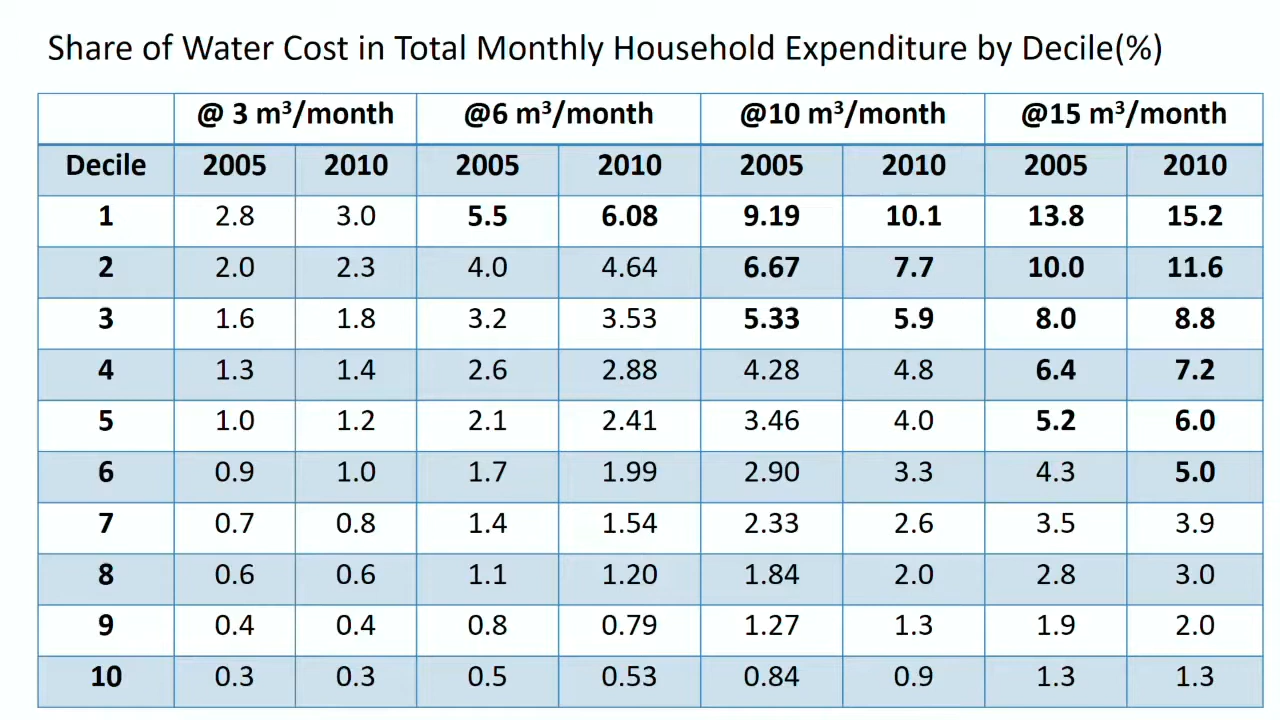 Share of Water Cost in Total Monthly Household Expenditure by Decile(%)
@ 3 m³/month @6 m³/month @10 m³/month @15 m³/month
Decile 2005 2010 2005 2010 2005 2010 2005 2010
1 2.8 3.0 5.5 6.08 9.19 10.1 13.8 15.2
2 2.0 2.3 4.0 4.64 6.67 7.7 10.0 11.6
3 1.6 1.8 3.2 3.53 5.33 5.9 8.0 8.8
4 1.3 1.4 2.6 2.88 4.28 4.8 6.4 7.2
5 1.0 1.2 2.1 2.41 3.46 4.0 5.2 6.0
6 0.9 1.0 1.7 1.99 2.90 3.3 4.3 5.0
7 0.7 0.8 1.4 1.54 2.33 2.6 3.5 3.9
8 0.6 0.6 1.1 1.20 1.84 2.0 2.8 3.0
9 0.4 0.4 0.8 0.79 1.27 1.3 1.9 2.0
10 0.3 0.3 0.5 0.53 0.84 0.9 1.3 1.3